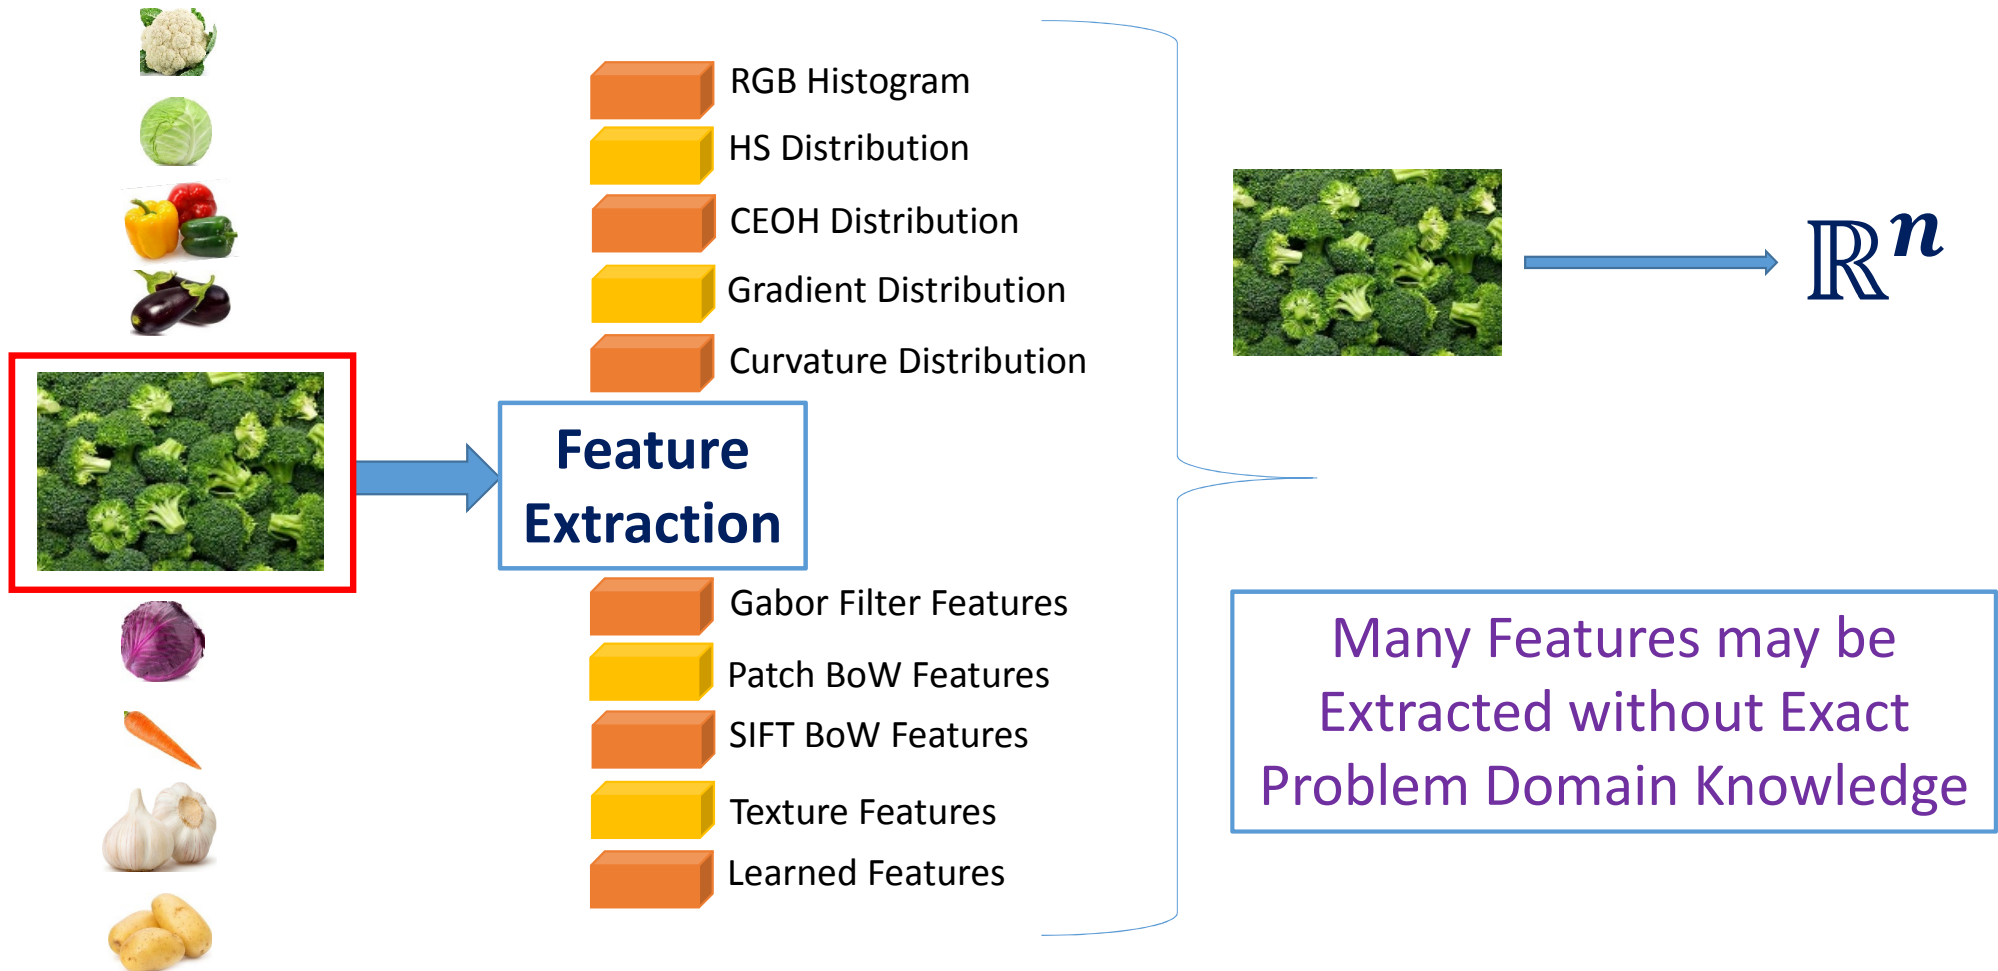 RGB Histogram
HS Distribution
CEOH Distribution
Gradient Distribution
Curvature Distribution
Feature
Extraction
Gabor Filter Features
Patch BoW Features
SIFT BoW Features
Texture Features
Learned Features
ℝⁿ
Many Features may be
Extracted without Exact
Problem Domain Knowledge